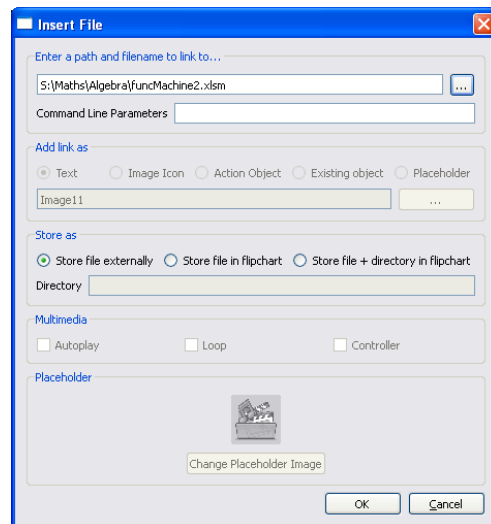 Insert File
Enter a path and filename to link to...
S:\Maths\Algebra\funcMachine2.xlsm
...
Command Line Parameters
Add link as
Text Image Icon Action Object Existing object Placeholder
Image11
...
Store as
Store file externally Store file in flipchart Store file + directory in flipchart
Directory
Multimedia
Autoplay Loop Controller
Placeholder
Change Placeholder Image
OK Cancel